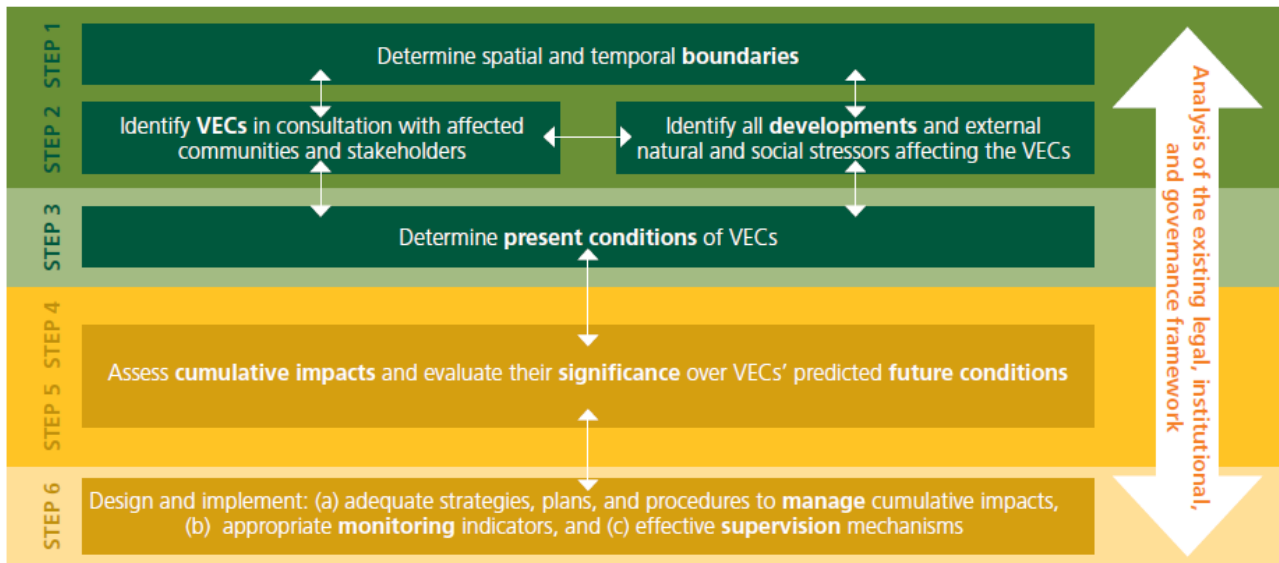 STEP 1
Determine spatial and temporal boundaries
STEP 2
Identify VECs in consultation with affected
communities and stakeholders
Identify all developments and external
natural and social stressors affecting the VECs
STEP 3
Determine present conditions of VECs
STEP 4
STEP 5
Assess cumulative impacts and evaluate their significance over VECs’ predicted future conditions
STEP 6
Design and implement: (a) adequate strategies, plans, and procedures to manage cumulative impacts,
(b) appropriate monitoring indicators, and (c) effective supervision mechanisms
Analysis of the existing legal, institutional,
and governance framework